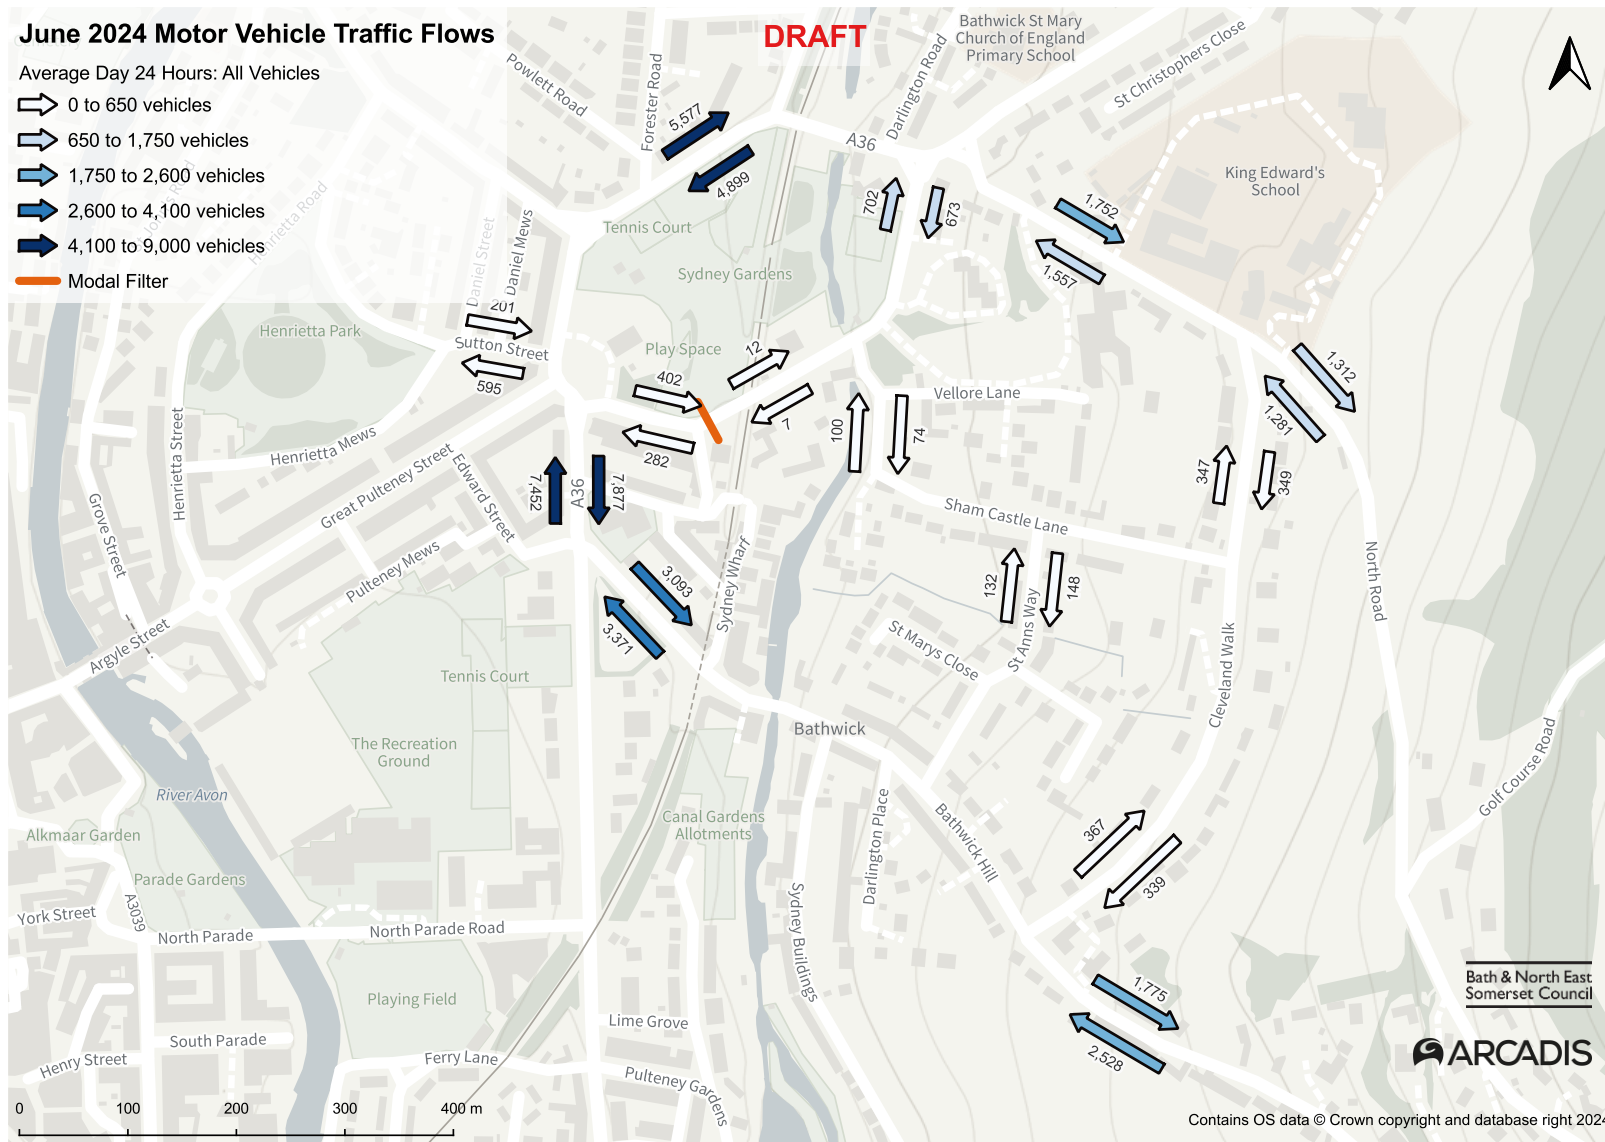 June 2024 Motor Vehicle Traffic Flows
Average Day 24 Hours: All Vehicles
0 to 650 vehicles
650 to 1,750 vehicles
1,750 to 2,600 vehicles
2,600 to 4,100 vehicles
4,100 to 9,000 vehicles
Modal Filter
DRAFT
Bathwick St Mary
Church of England
Primary School
St Christophers Close
Darlington Road
Powlett Road
Forester Road
5,577
4,899
A36
King Edward's
School
702
673
1,752
1,557
Henrietta Road
Daniel Street
Daniel Mews
Tennis Court
Sydney Gardens
201
Sutton Street
595
Henrietta Park
Play Space
12
402
7
282
Vellore Lane
100
74
1,312
1,281
347
349
Henrietta Street
Henrietta Mews
Great Pulteney Street
Edward Street
Pulteney Mews
Grove Street
Argyle Street
7,452
A36
7,877
Sham Castle Lane
North Road
3,093
3,371
Sydney Wharf
132
148
St Anns Way
St Marys Close
Cleveland Walk
Tennis Court
The Recreation
Ground
Bathwick
River Avon
Golf Course Road
Canal Gardens
Allotments
Darlington Place
Bathwick Hill
367
339
Alkmaar Garden
Parade Gardens
York Street
A3039
North Parade
North Parade Road
Sydney Buildings
Playing Field
1,775
2,528
Bath & North East
Somerset Council
ARCADIS
Lime Grove
South Parade
Henry Street
Ferry Lane
Pulteney Gardens
0 100 200 300 400 m
Contains OS data © Crown copyright and database right 2024